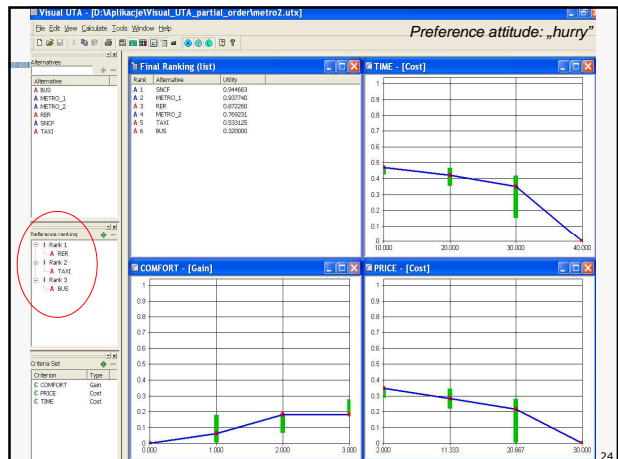 Visual UTA - [D:\Aplikacje\Visual_UTA_partial_order\metro2.utx]
File Edit View Calculate Tools Window Help
Preference attitude: „hurry”
Alternatives
Alternative
A BUS
A METRO_1
A METRO_2
A RER
A SNCF
A TAXI
Reference ranking
Rank 1
A RER
Rank 2
A TAXI
Rank 3
A BUS
Criteria Set
Criterion Type
C COMFORT Gain
C PRICE Cost
C TIME Cost
Final Ranking (list)
Rank Alternative Utility
A 1 SNCF 0.944663
A 2 METRO_1 0.937740
A 3 RER 0.872260
A 4 METRO_2 0.769231
A 5 TAXI 0.533125
A 6 BUS 0.320000
TIME - [Cost]
1
0.9
0.8
0.7
0.6
0.5
0.4
0.3
0.2
0.1
0
10.000 20.000 30.000 40.000
COMFORT - [Gain]
1
0.9
0.8
0.7
0.6
0.5
0.4
0.3
0.2
0.1
0
0.000 1.000 2.000 3.000
PRICE - [Cost]
1
0.9
0.8
0.7
0.6
0.5
0.4
0.3
0.2
0.1
0
2.000 11.333 20.667 30.000
24